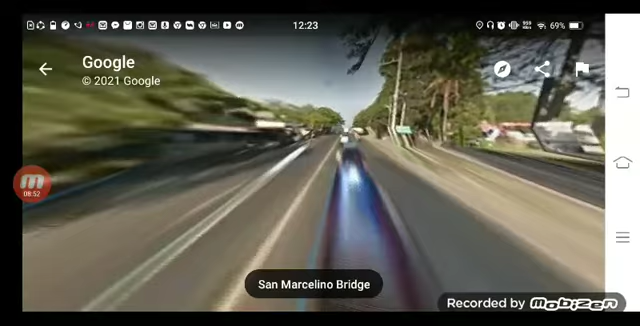 12:23
69%
Google
© 2021 Google
08:52
San Marcelino Bridge
Recorded by Mobizen